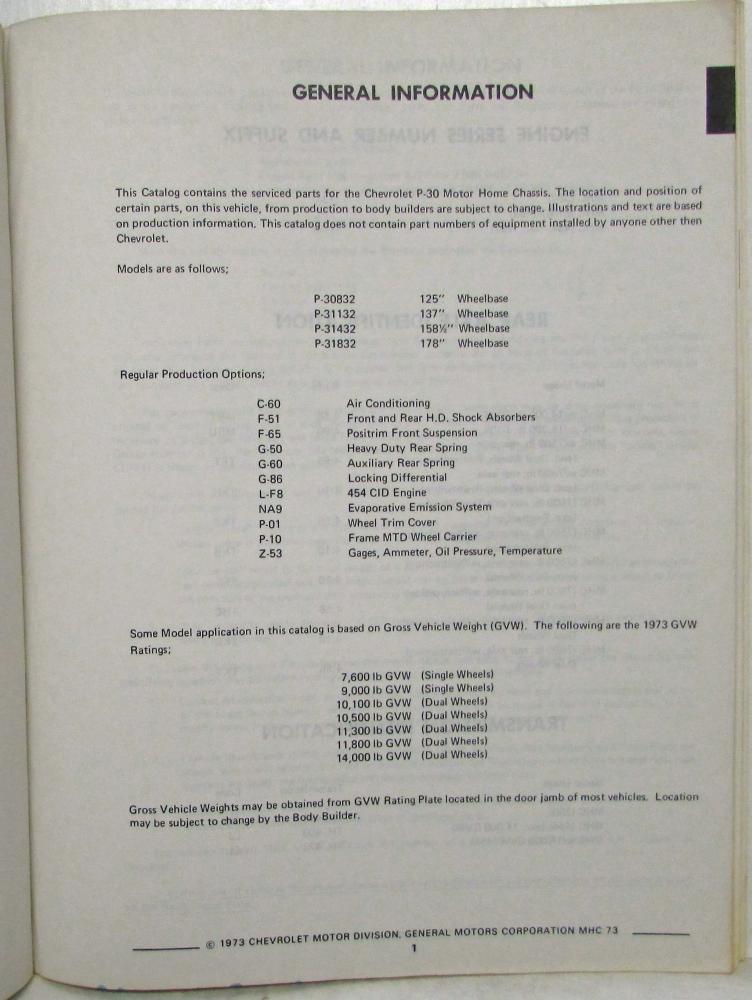 GENERAL INFORMATION
This Catalog contains the serviced parts for the Chevrolet P-30 Motor Home Chassis. The location and position of
certain parts, on this vehicle, from production to body builders are subject to change. Illustrations and text are based
on production information. This catalog does not contain part numbers of equipment installed by anyone other then
Chevrolet.
Models are as follows;
P-30832 125" Wheelbase
P-31132 137" Wheelbase
P-31432 158½" Wheelbase
P-31832 178" Wheelbase
Regular Production Options;
C-60 Air Conditioning
F-51 Front and Rear H.D. Shock Absorbers
F-65 Positrim Front Suspension
G-50 Heavy Duty Rear Spring
G-60 Auxiliary Rear Spring
G-86 Locking Differential
L-F8 454 CID Engine
NA9 Evaporative Emission System
P-01 Wheel Trim Cover
P-10 Frame MTD Wheel Carrier
Z-53 Gages, Ammeter, Oil Pressure, Temperature
Some Model application in this catalog is based on Gross Vehicle Weight (GVW). The following are the 1973 GVW
Ratings;
7,600 lb GVW (Single Wheels)
9,000 lb GVW (Single Wheels)
10,100 lb GVW (Dual Wheels)
10,500 lb GVW (Dual Wheels)
11,300 lb GVW (Dual Wheels)
11,800 lb GVW (Dual Wheels)
14,000 lb GVW (Dual Wheels)
Gross Vehicle Weights may be obtained from GVW Rating Plate located in the door jamb of most vehicles. Location
may be subject to change by the Body Builder.
© 1973 CHEVROLET MOTOR DIVISION, GENERAL MOTORS CORPORATION MHC 73
1